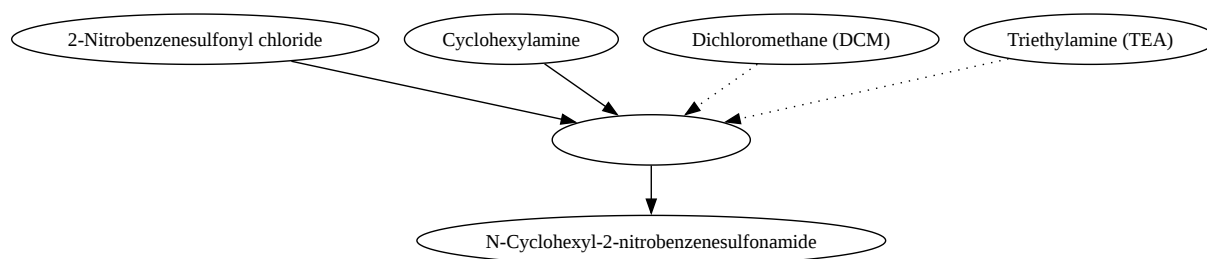 2-Nitrobenzenesulfonyl chloride
Cyclohexylamine
Dichloromethane (DCM)
Triethylamine (TEA)
N-Cyclohexyl-2-nitrobenzenesulfonamide